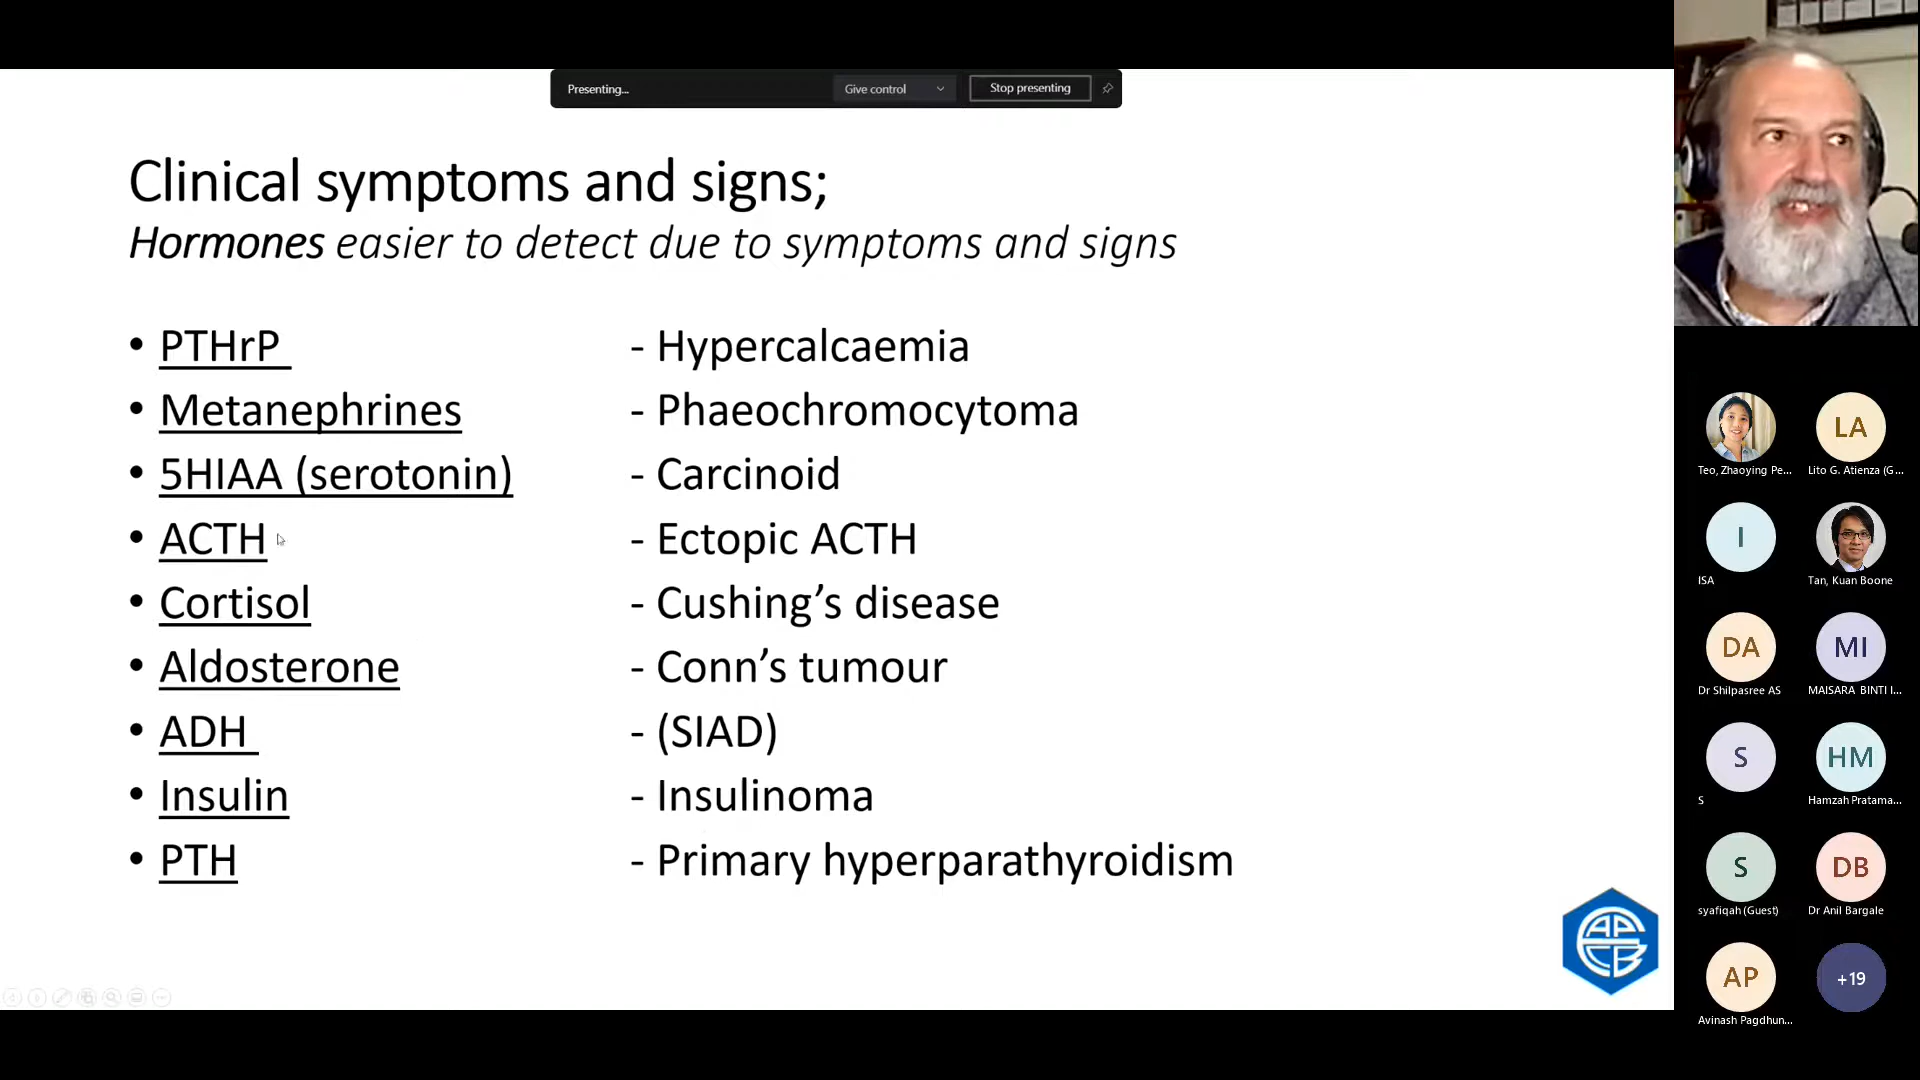 Presenting...
Give control
Stop presenting
Clinical symptoms and signs;
Hormones easier to detect due to symptoms and signs
• PTHrP - Hypercalcaemia
• Metanephrines - Phaeochromocytoma
• 5HIAA (serotonin) - Carcinoid
• ACTH - Ectopic ACTH
• Cortisol - Cushing’s disease
• Aldosterone - Conn’s tumour
• ADH - (SIAD)
• Insulin - Insulinoma
• PTH - Primary hyperparathyroidism
APFCB
Teo, Zhaoying Pe...
LA
Lito G. Atienza (G...
I
ISA
Tan, Kuan Boone
DA
Dr Shilpasree AS
MI
MAISARA BINTI I...
S
S
HM
Hamzah Pratama...
S
syafiqah (Guest)
DB
Dr Anil Bargale
AP
Avinash Pagdhun...
+19